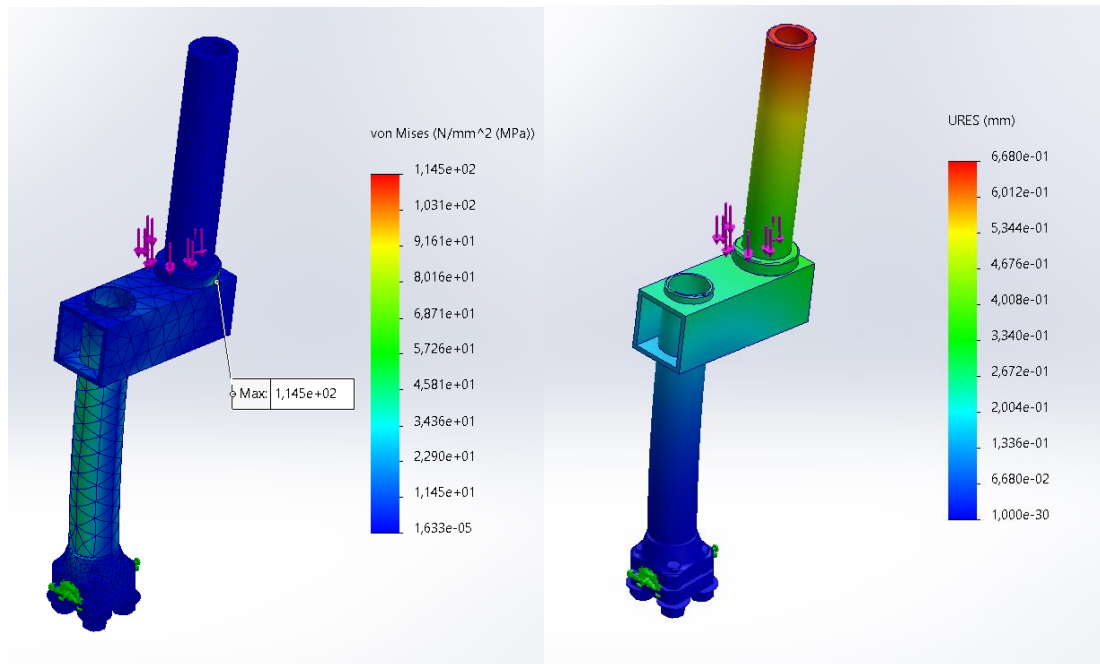 von Mises (N/mm^2 (MPa))
1,145e+02
1,031e+02
9,161e+01
8,016e+01
6,871e+01
5,726e+01
4,581e+01
3,436e+01
2,290e+01
1,145e+01
1,633e-05
Max: 1,145e+02
URES (mm)
6,680e-01
6,012e-01
5,344e-01
4,676e-01
4,008e-01
3,340e-01
2,672e-01
2,004e-01
1,336e-01
6,680e-02
1,000e-30